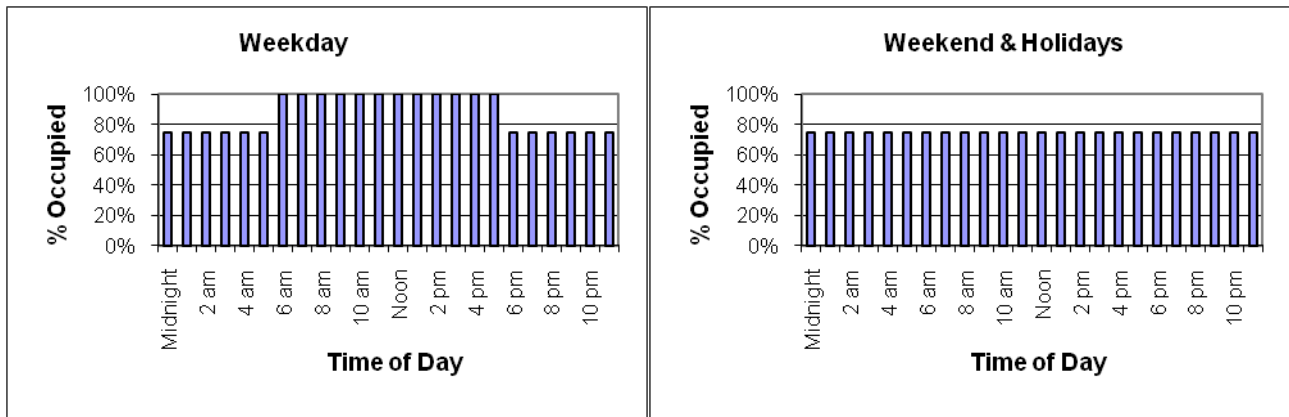 Weekday
100%
80%
60%
40%
20%
0%
% Occupied
Midnight
2 am
4 am
6 am
8 am
10 am
Noon
2 pm
4 pm
6 pm
8 pm
10 pm
Time of Day
Weekend & Holidays
100%
80%
60%
40%
20%
0%
% Occupied
Midnight
2 am
4 am
6 am
8 am
10 am
Noon
2 pm
4 pm
6 pm
8 pm
10 pm
Time of Day